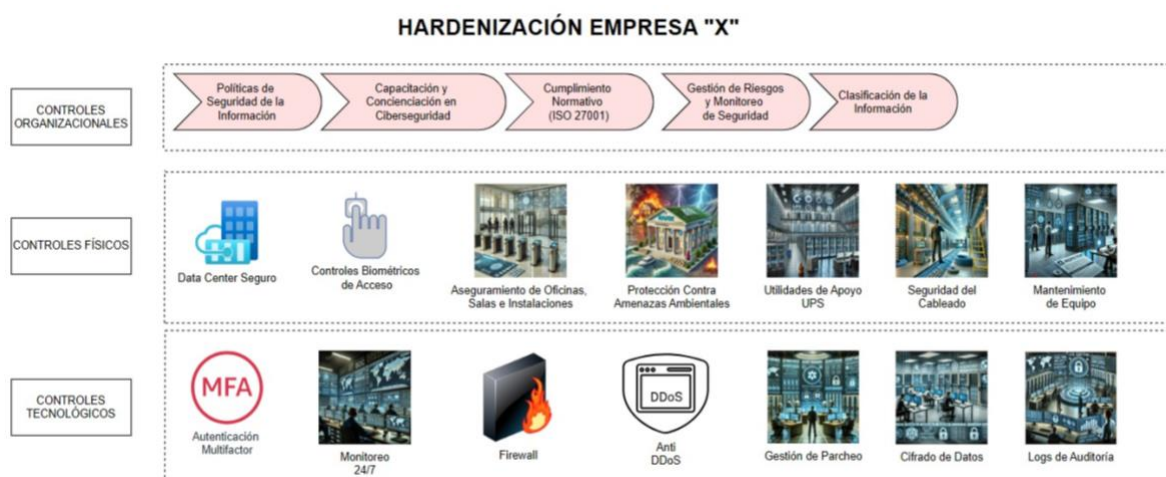 HARDENIZACIÓN EMPRESA "X"
CONTROLES
ORGANIZACIONALES
Políticas de
Seguridad de la
Información
Capacitación y
Concienciación en
Ciberseguridad
Cumplimiento
Normativo
(ISO 27001)
Gestión de Riesgos
y Monitoreo
de Seguridad
Clasificación de la
Información
CONTROLES FÍSICOS
Data Center Seguro
Controles Biométricos
de Acceso
Aseguramiento de Oficinas,
Salas e Instalaciones
Protección Contra
Amenazas Ambientales
Utilidades de Apoyo
UPS
Seguridad del
Cableado
Mantenimiento
de Equipo
CONTROLES
TECNOLÓGICOS
MFA
Autenticación
Multifactor
Monitoreo
24/7
Firewall
DDoS
Anti
DDoS
Gestión de Parcheo
Cifrado de Datos
Logs de Auditoría